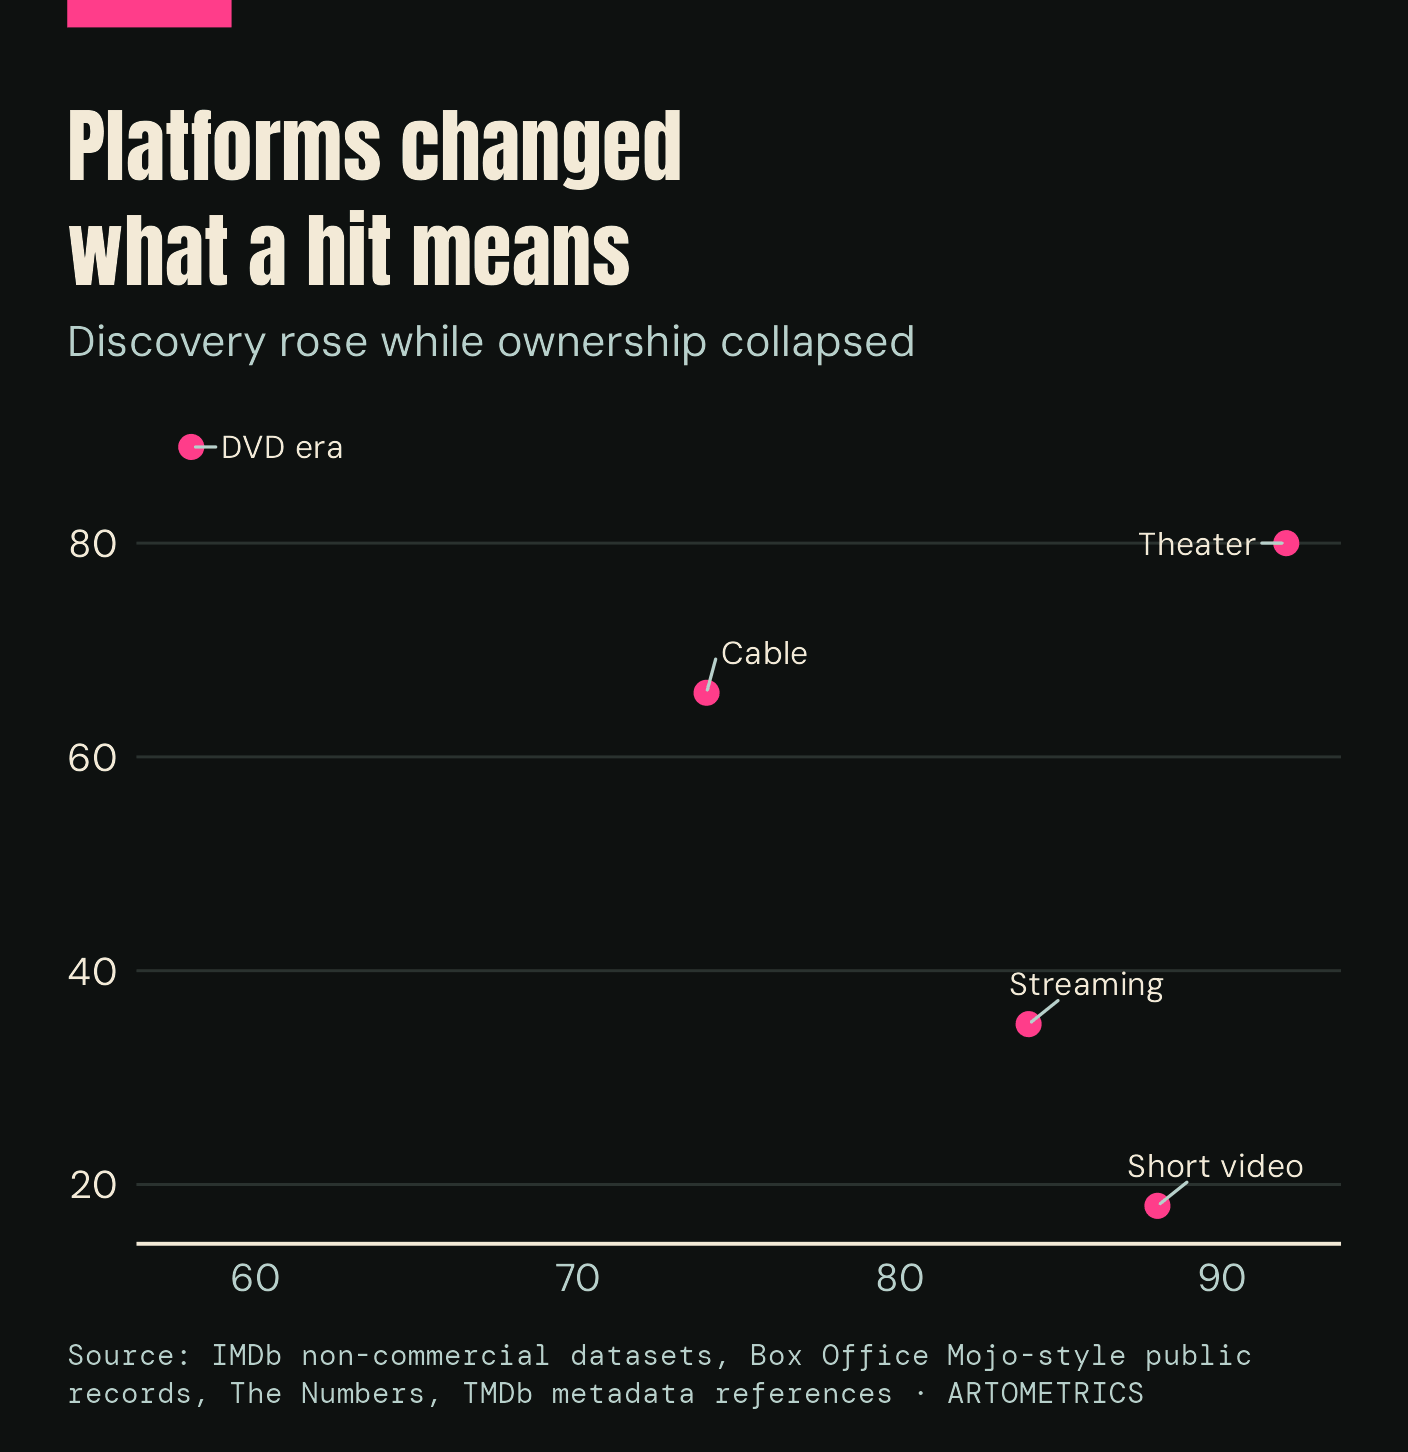 Platforms changed
what a hit means
Discovery rose while ownership collapsed
DVD era
80
Theater
Cable
60
40
Streaming
Short video
20
60 70 80 90
Source: IMDb non-commercial datasets, Box Office Mojo-style public
records, The Numbers, TMDb metadata references · ARTOMETRICS